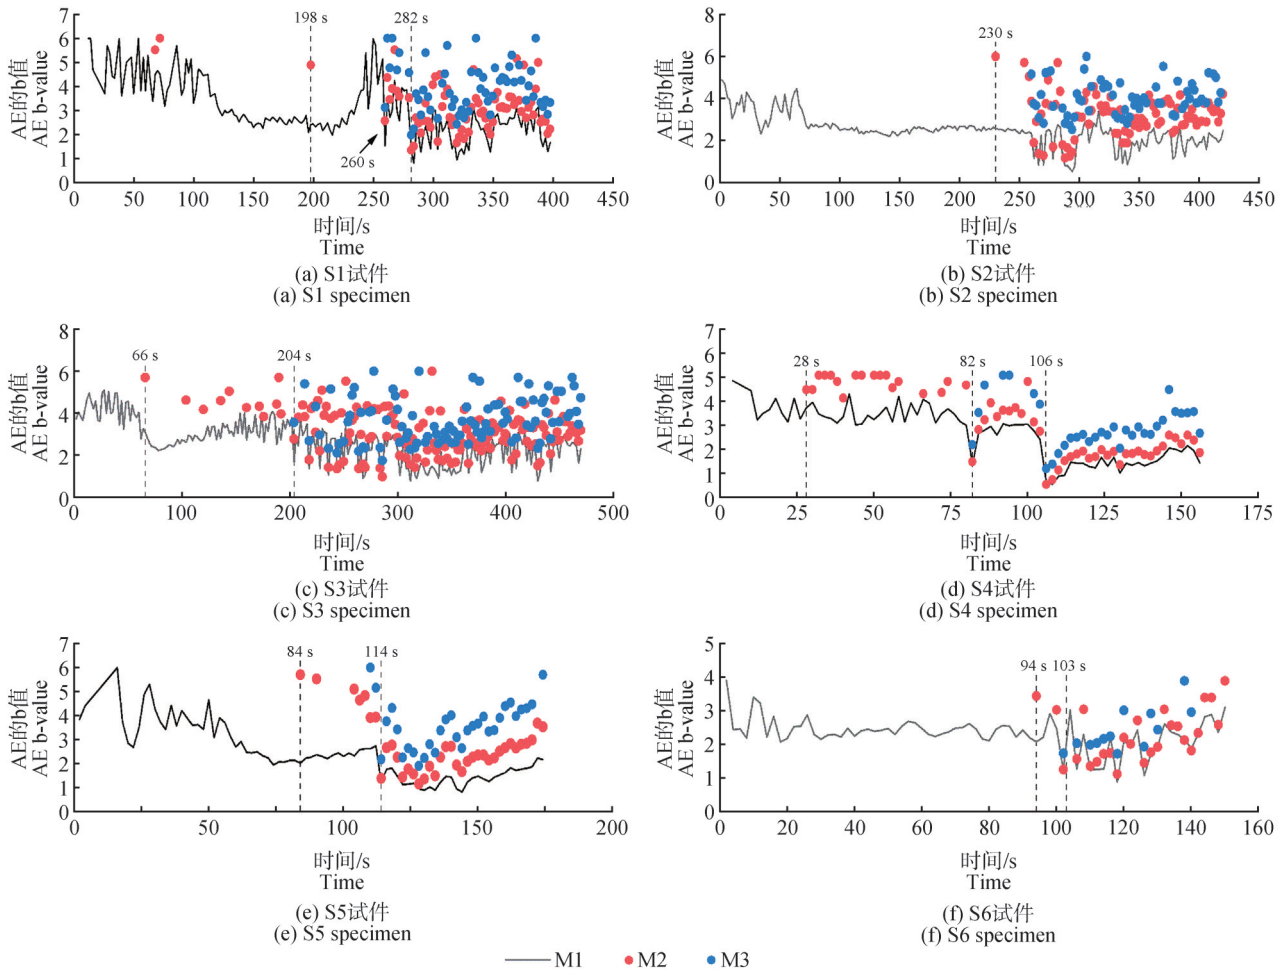 AE的b值
AE b-value
7
6
5
4
3
2
1
0
198 s
282 s
260 s
0 50 100 150 200 250 300 350 400 450
时间/s
Time
(a) S1试件
(a) S1 specimen
AE的b值
AE b-value
8
6
4
2
0
230 s
0 50 100 150 200 250 300 350 400 450
时间/s
Time
(b) S2试件
(b) S2 specimen
AE的b值
AE b-value
8
6
4
2
0
66 s
204 s
0 100 200 300 400 500
时间/s
Time
(c) S3试件
(c) S3 specimen
AE的b值
AE b-value
7
6
5
4
3
2
1
0
28 s
82 s
106 s
0 25 50 75 100 125 150 175
时间/s
Time
(d) S4试件
(d) S4 specimen
AE的b值
AE b-value
7
6
5
4
3
2
1
0
84 s
114 s
0 50 100 150 200
时间/s
Time
(e) S5试件
(e) S5 specimen
AE的b值
AE b-value
5
4
3
2
1
0
94 s
103 s
0 20 40 60 80 100 120 140 160
时间/s
Time
(f) S6试件
(f) S6 specimen
M1 M2 M3